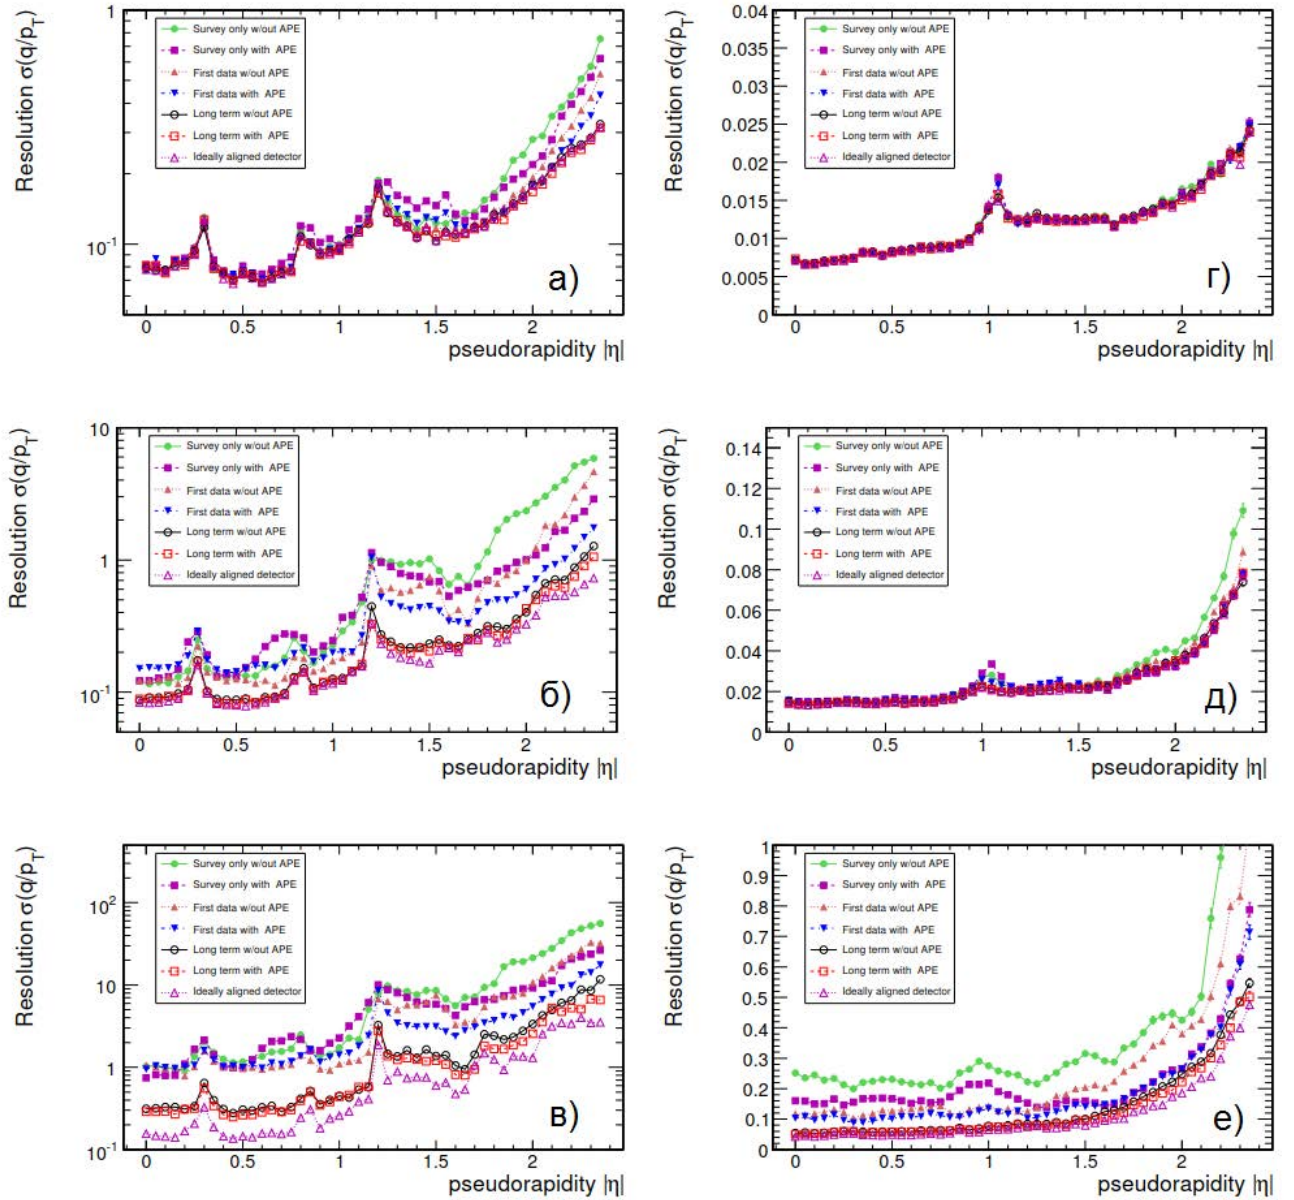 Resolution σ(q/pT)
1
10-1
Survey only w/out APE
Survey only with APE
First data w/out APE
First data with APE
Long term w/out APE
Long term with APE
Ideally aligned detector
а)
0 0.5 1 1.5 2
pseudorapidity |η|
Resolution σ(q/pT)
0.04
0.035
0.03
0.025
0.02
0.015
0.01
0.005
0
Survey only w/out APE
Survey only with APE
First data w/out APE
First data with APE
Long term w/out APE
Long term with APE
Ideally aligned detector
г)
0 0.5 1 1.5 2
pseudorapidity |η|
Resolution σ(q/pT)
10
1
10-1
Survey only w/out APE
Survey only with APE
First data w/out APE
First data with APE
Long term w/out APE
Long term with APE
Ideally aligned detector
б)
0 0.5 1 1.5 2
pseudorapidity |η|
Resolution σ(q/pT)
0.14
0.12
0.1
0.08
0.06
0.04
0.02
0
Survey only w/out APE
Survey only with APE
First data w/out APE
First data with APE
Long term w/out APE
Long term with APE
Ideally aligned detector
д)
0 0.5 1 1.5 2
pseudorapidity |η|
Resolution σ(q/pT)
102
10
1
10-1
Survey only w/out APE
Survey only with APE
First data w/out APE
First data with APE
Long term w/out APE
Long term with APE
Ideally aligned detector
в)
0 0.5 1 1.5 2
pseudorapidity |η|
Resolution σ(q/pT)
1
0.9
0.8
0.7
0.6
0.5
0.4
0.3
0.2
0.1
0
Survey only w/out APE
Survey only with APE
First data w/out APE
First data with APE
Long term w/out APE
Long term with APE
Ideally aligned detector
е)
0 0.5 1 1.5 2
pseudorapidity |η|